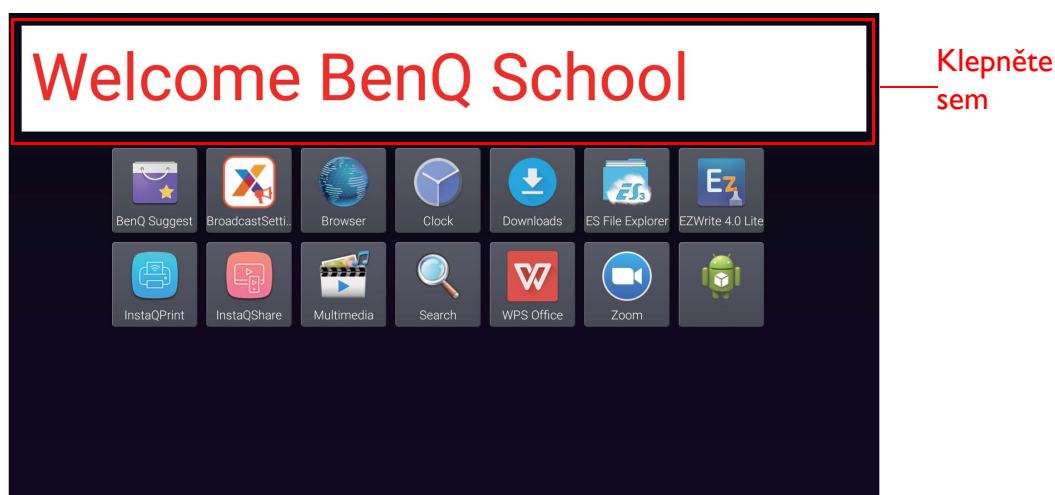 Welcome BenQ School
Klepněte
sem
BenQ Suggest
BroadcastSetti..
Browser
Clock
Downloads
ES File Explorer
EZWrite 4.0 Lite
InstaQPrint
InstaQShare
Multimedia
Search
WPS Office
Zoom